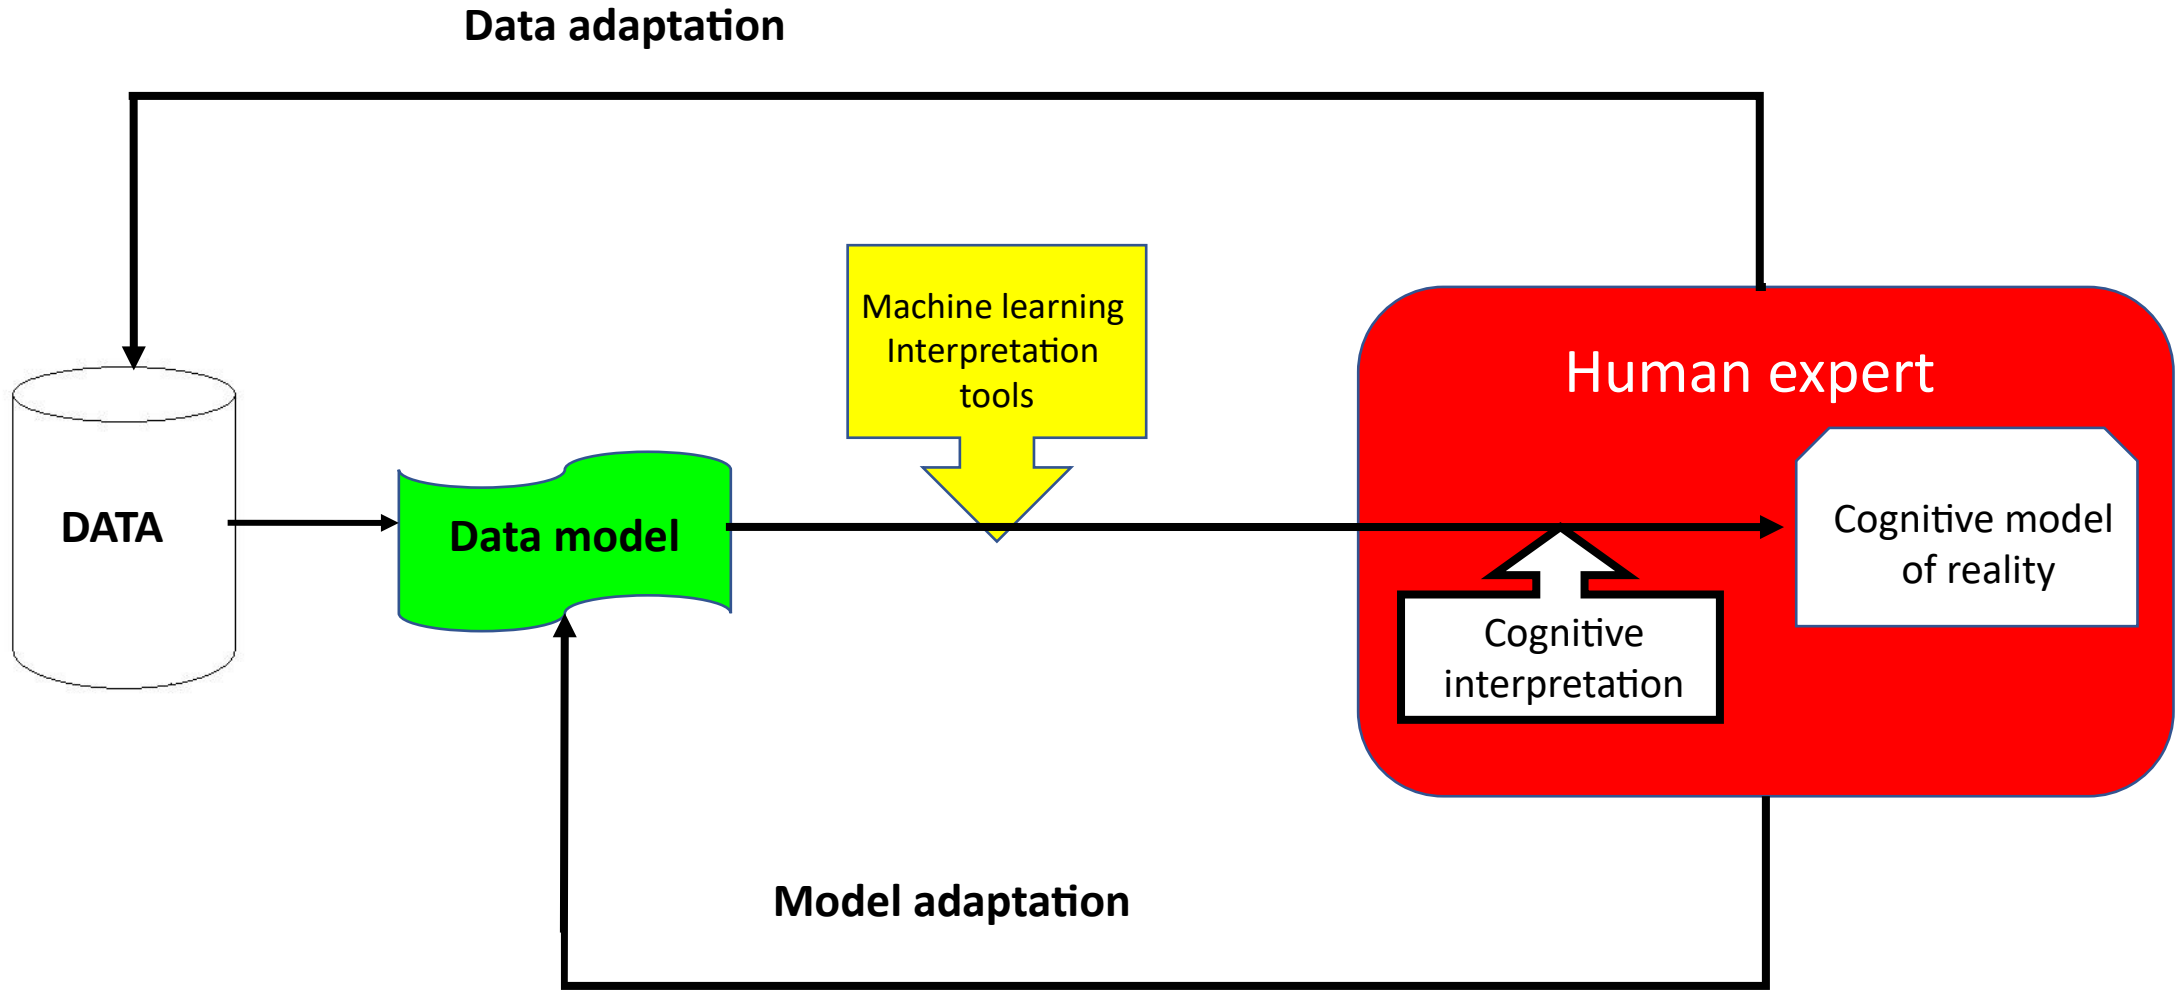 Data adaptation
Machine learning
Interpretation
tools
Human expert
DATA
Data model
Cognitive model
of reality
Cognitive
interpretation
Model adaptation